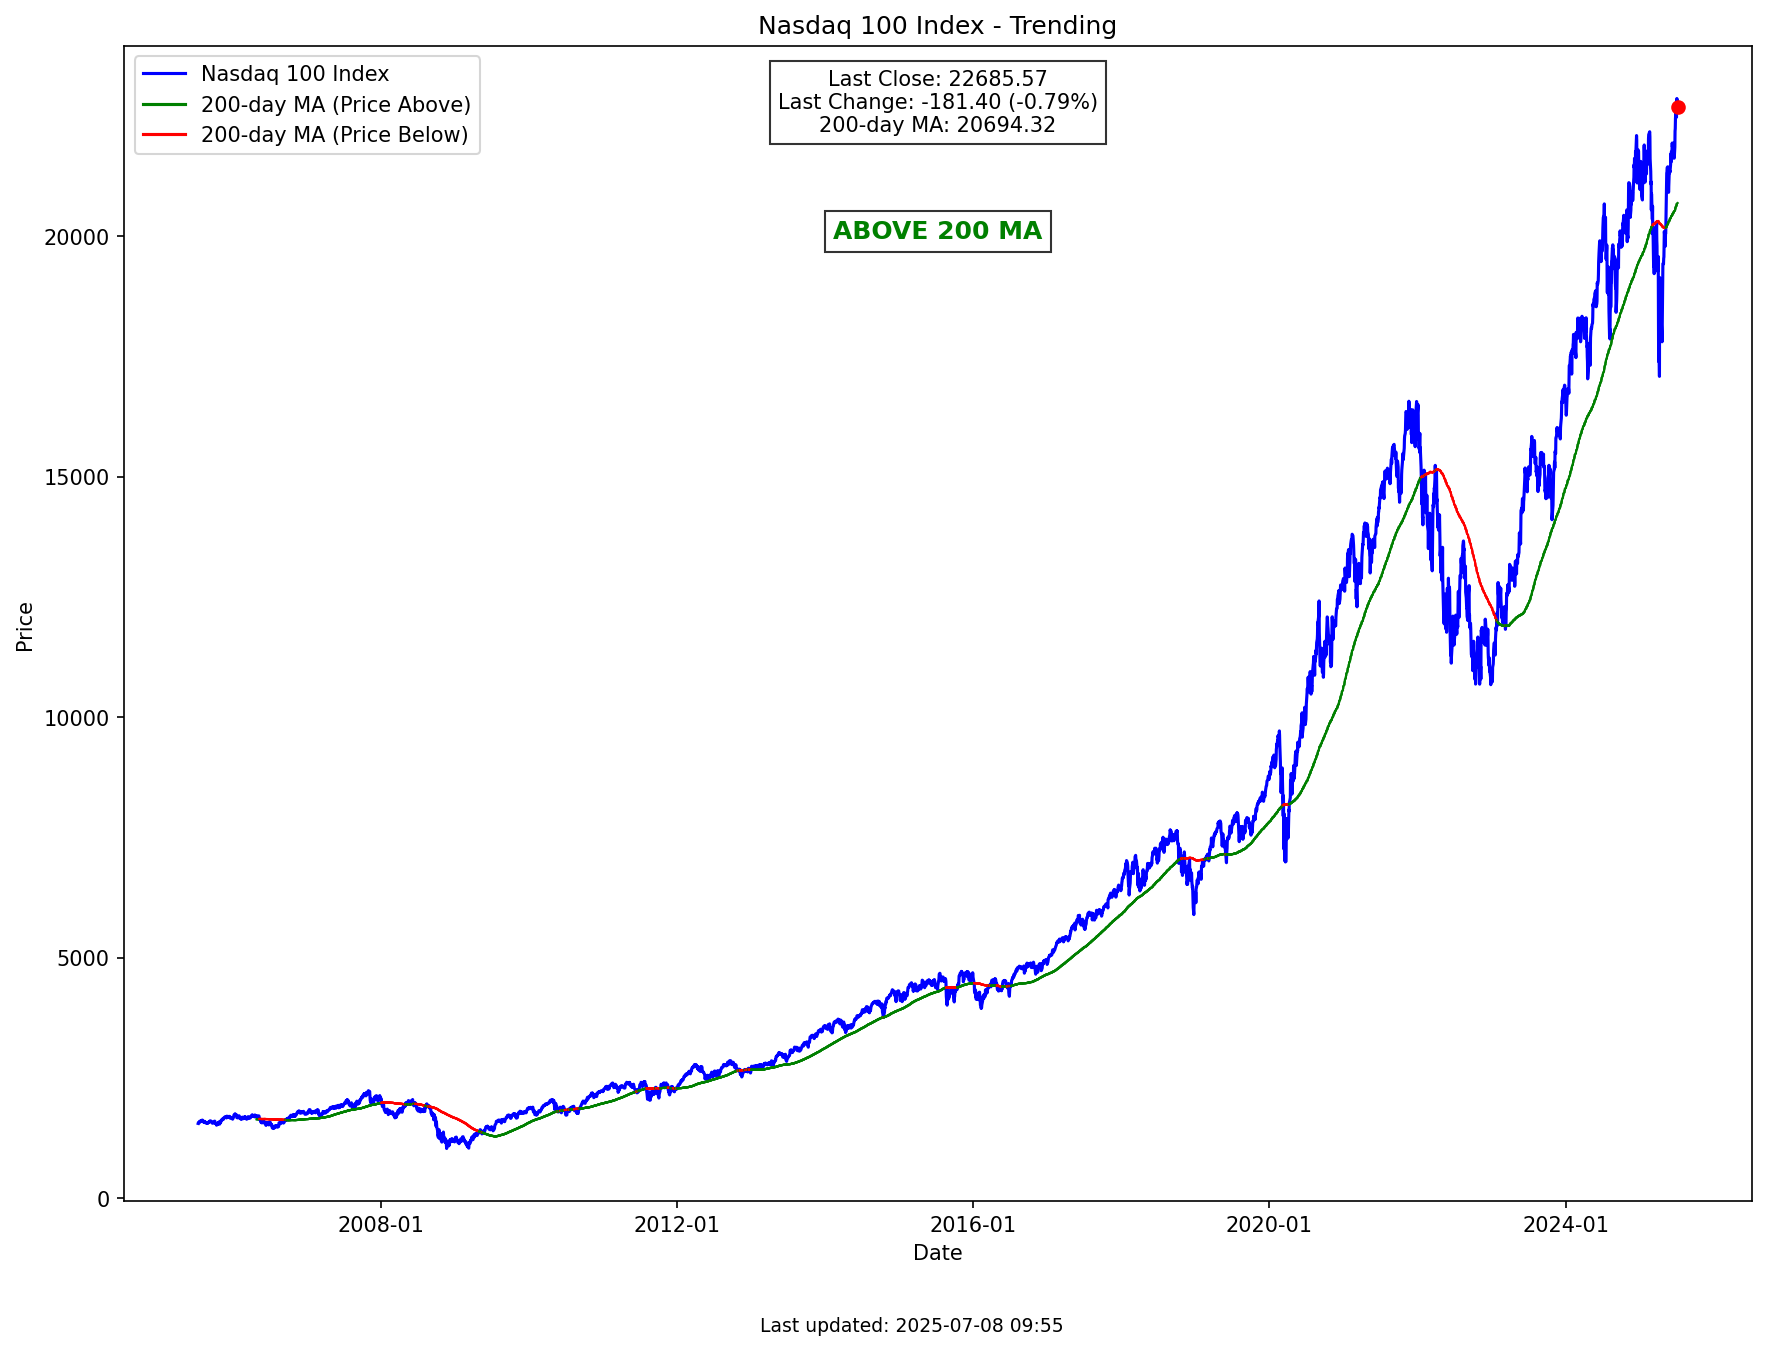 Nasdaq 100 Index - Trending
Nasdaq 100 Index
200-day MA (Price Above)
200-day MA (Price Below)
Last Close: 22685.57
Last Change: -181.40 (-0.79%)
200-day MA: 20694.32
ABOVE 200 MA
Price
20000
15000
10000
5000
0
2008-01
2012-01
2016-01
2020-01
2024-01
Date
Last updated: 2025-07-08 09:55